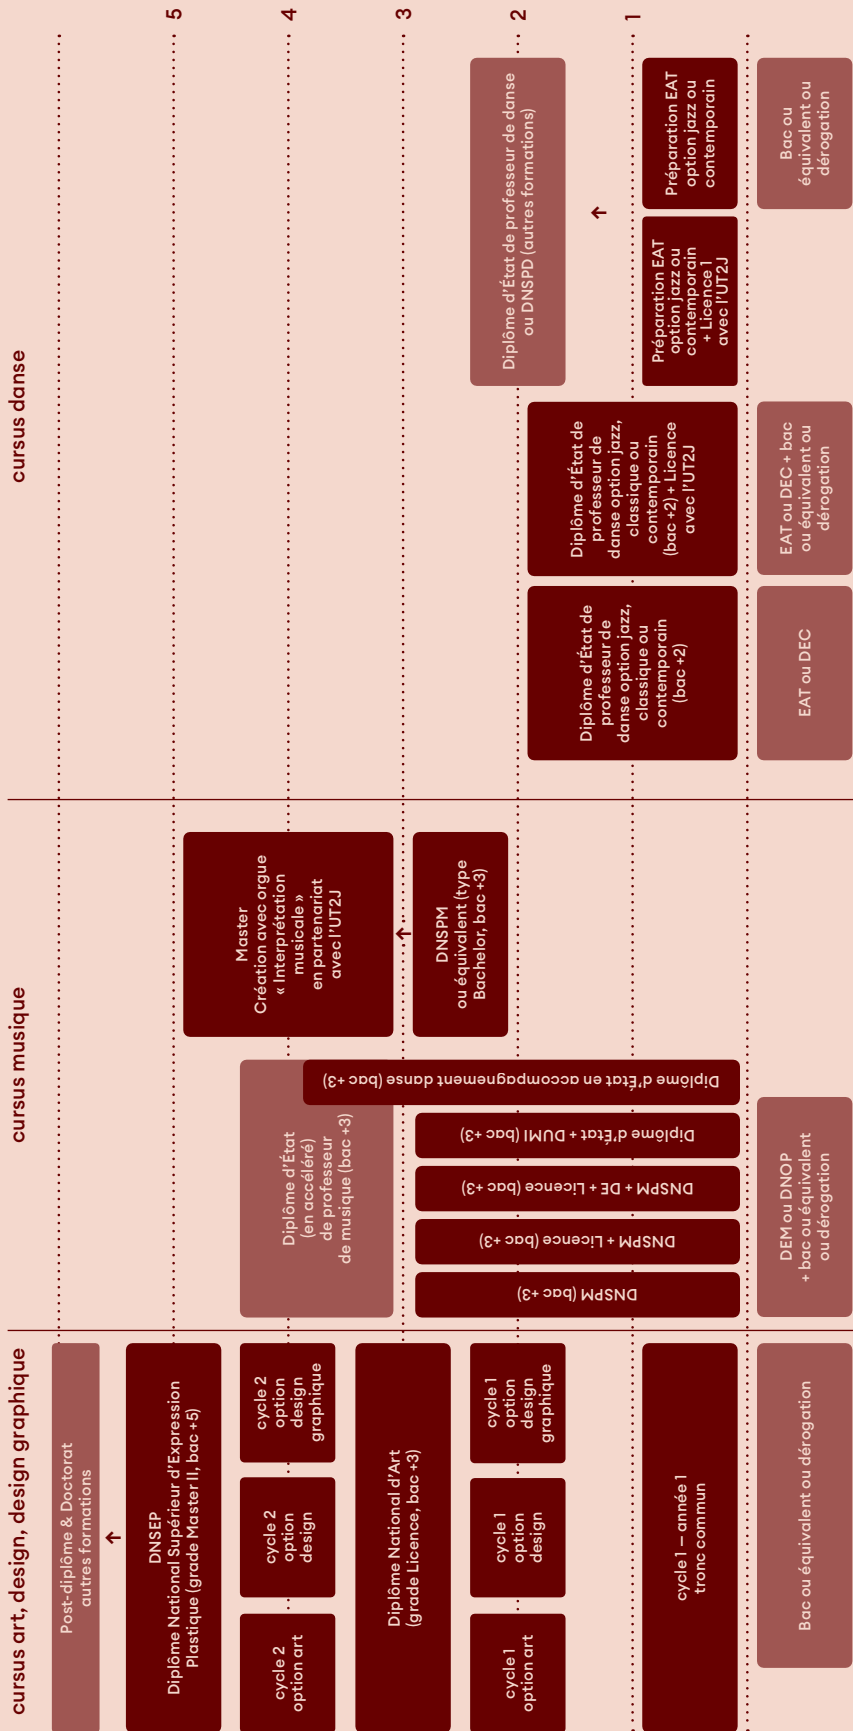 cursus art, design, design graphique
Post-diplôme & Doctorat
autres formations
↑
DNSEP
Diplôme National Supérieur d'Expression
Plastique (grade Master II, bac +5)
cycle 2
option art
cycle 2
option
design
cycle 2
option
design
graphique
Diplôme National d'Art
(grade Licence, bac +3)
cycle 1
option art
cycle 1
option
design
cycle 1
option
design
graphique
cycle 1 – année 1
tronc commun
Bac ou équivalent ou dérogation
cursus musique
Diplôme d'État
(en accéléré)
de professeur
de musique (bac +3)
DNSPM (bac +3)
DNSPM + Licence (bac +3)
DNSPM + DE + Licence (bac +3)
Diplôme d'État + DUMI (bac +3)
Diplôme d'État en accompagnement danse (bac +3)
Master
Création avec orgue
« Interprétation
musicale »
en partenariat
avec l'UT2J
↑
DNSPM
ou équivalent (type
Bachelor, bac +3)
DEM ou DNOP
+ bac ou équivalent
ou dérogation
cursus danse
Diplôme d'État de
professeur de
danse option jazz,
classique ou
contemporain
(bac +2)
Diplôme d'État de
professeur de
danse option jazz,
classique ou
contemporain
(bac +2) + Licence
avec l'UT2J
Diplôme d'État de professeur de danse
ou DNSPD (autres formations)
↑
Préparation EAT
option jazz ou
contemporain
+ Licence 1
avec l'UT2J
Préparation EAT
option jazz ou
contemporain
EAT ou DEC
EAT ou DEC + bac
ou équivalent ou
dérogation
Bac ou
équivalent ou
dérogation
5
4
3
2
1